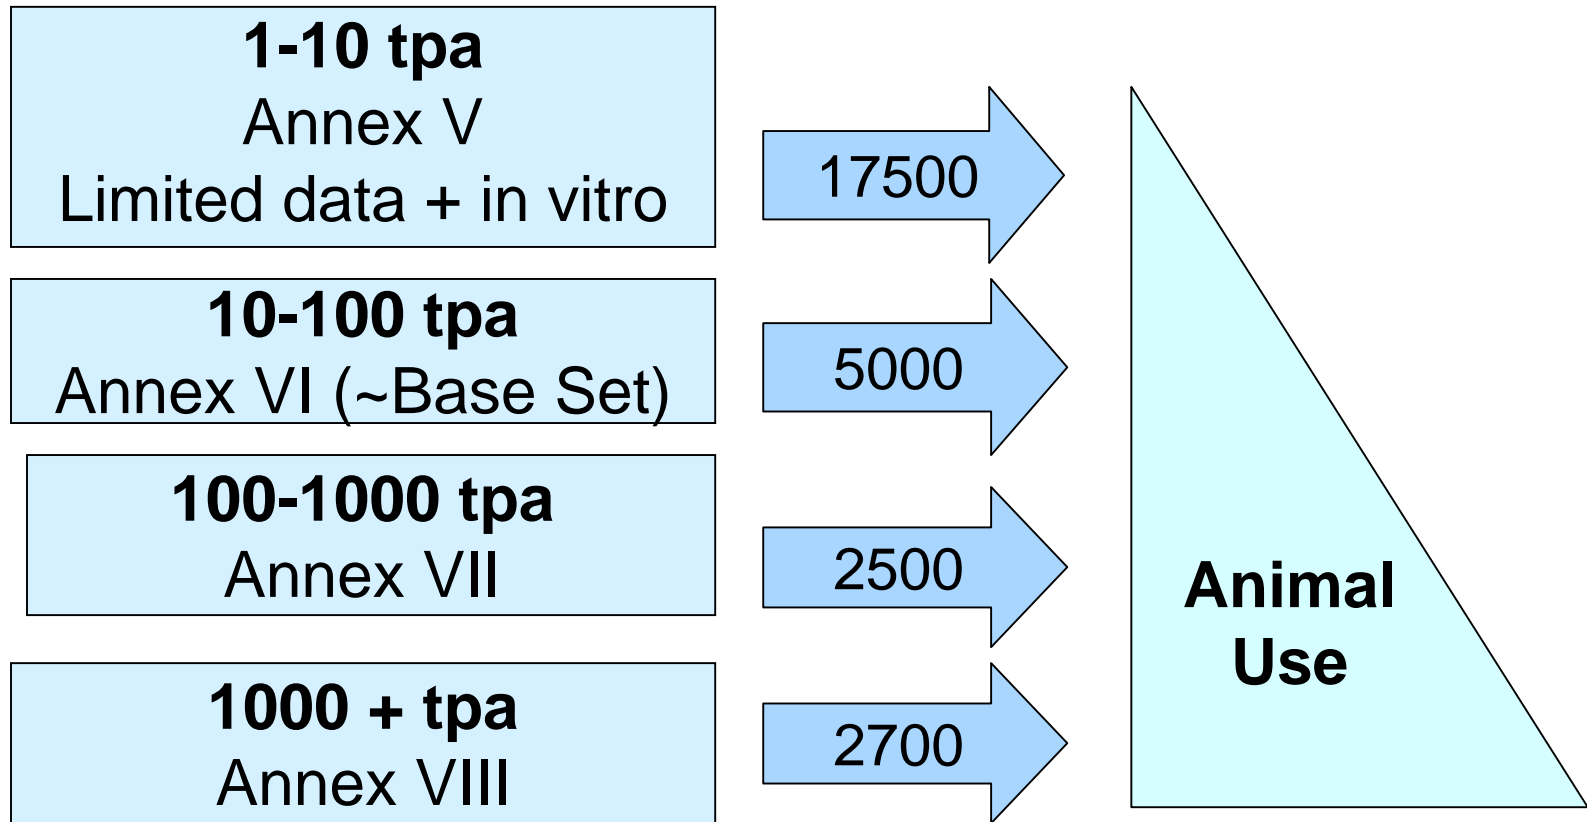 1-10 tpa
Annex V
Limited data + in vitro
17500
10-100 tpa
Annex VI (~Base Set)
5000
100-1000 tpa
Annex VII
2500
1000 + tpa
Annex VIII
2700
Animal
Use